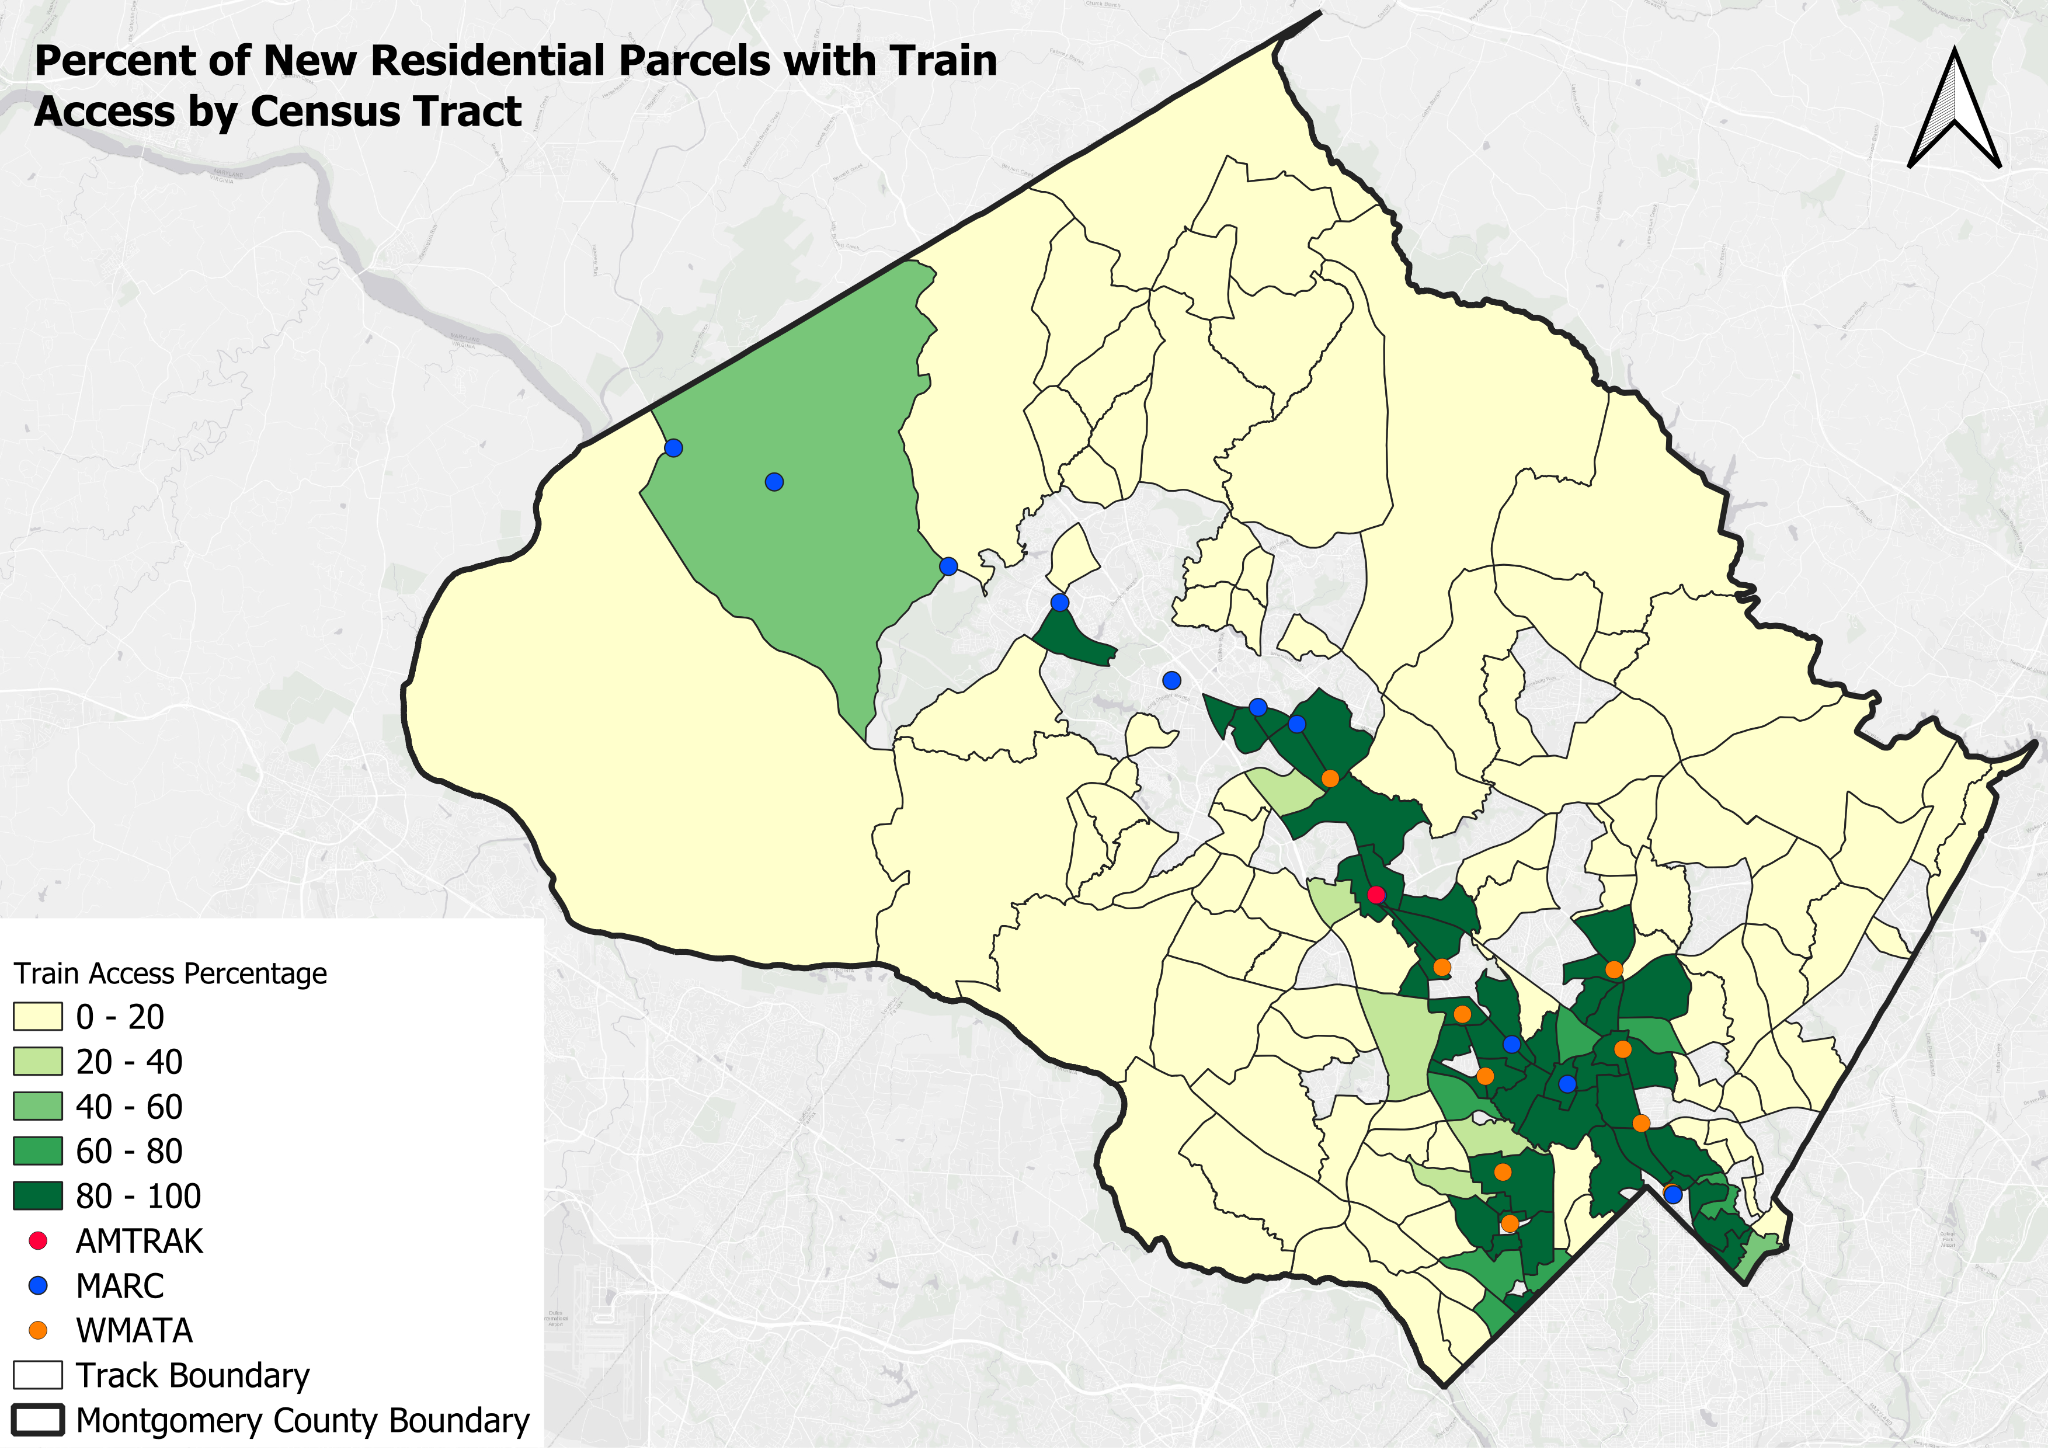 Percent of New Residential Parcels with Train
Access by Census Tract
Train Access Percentage
0 - 20
20 - 40
40 - 60
60 - 80
80 - 100
AMTRAK
MARC
WMATA
Track Boundary
Montgomery County Boundary